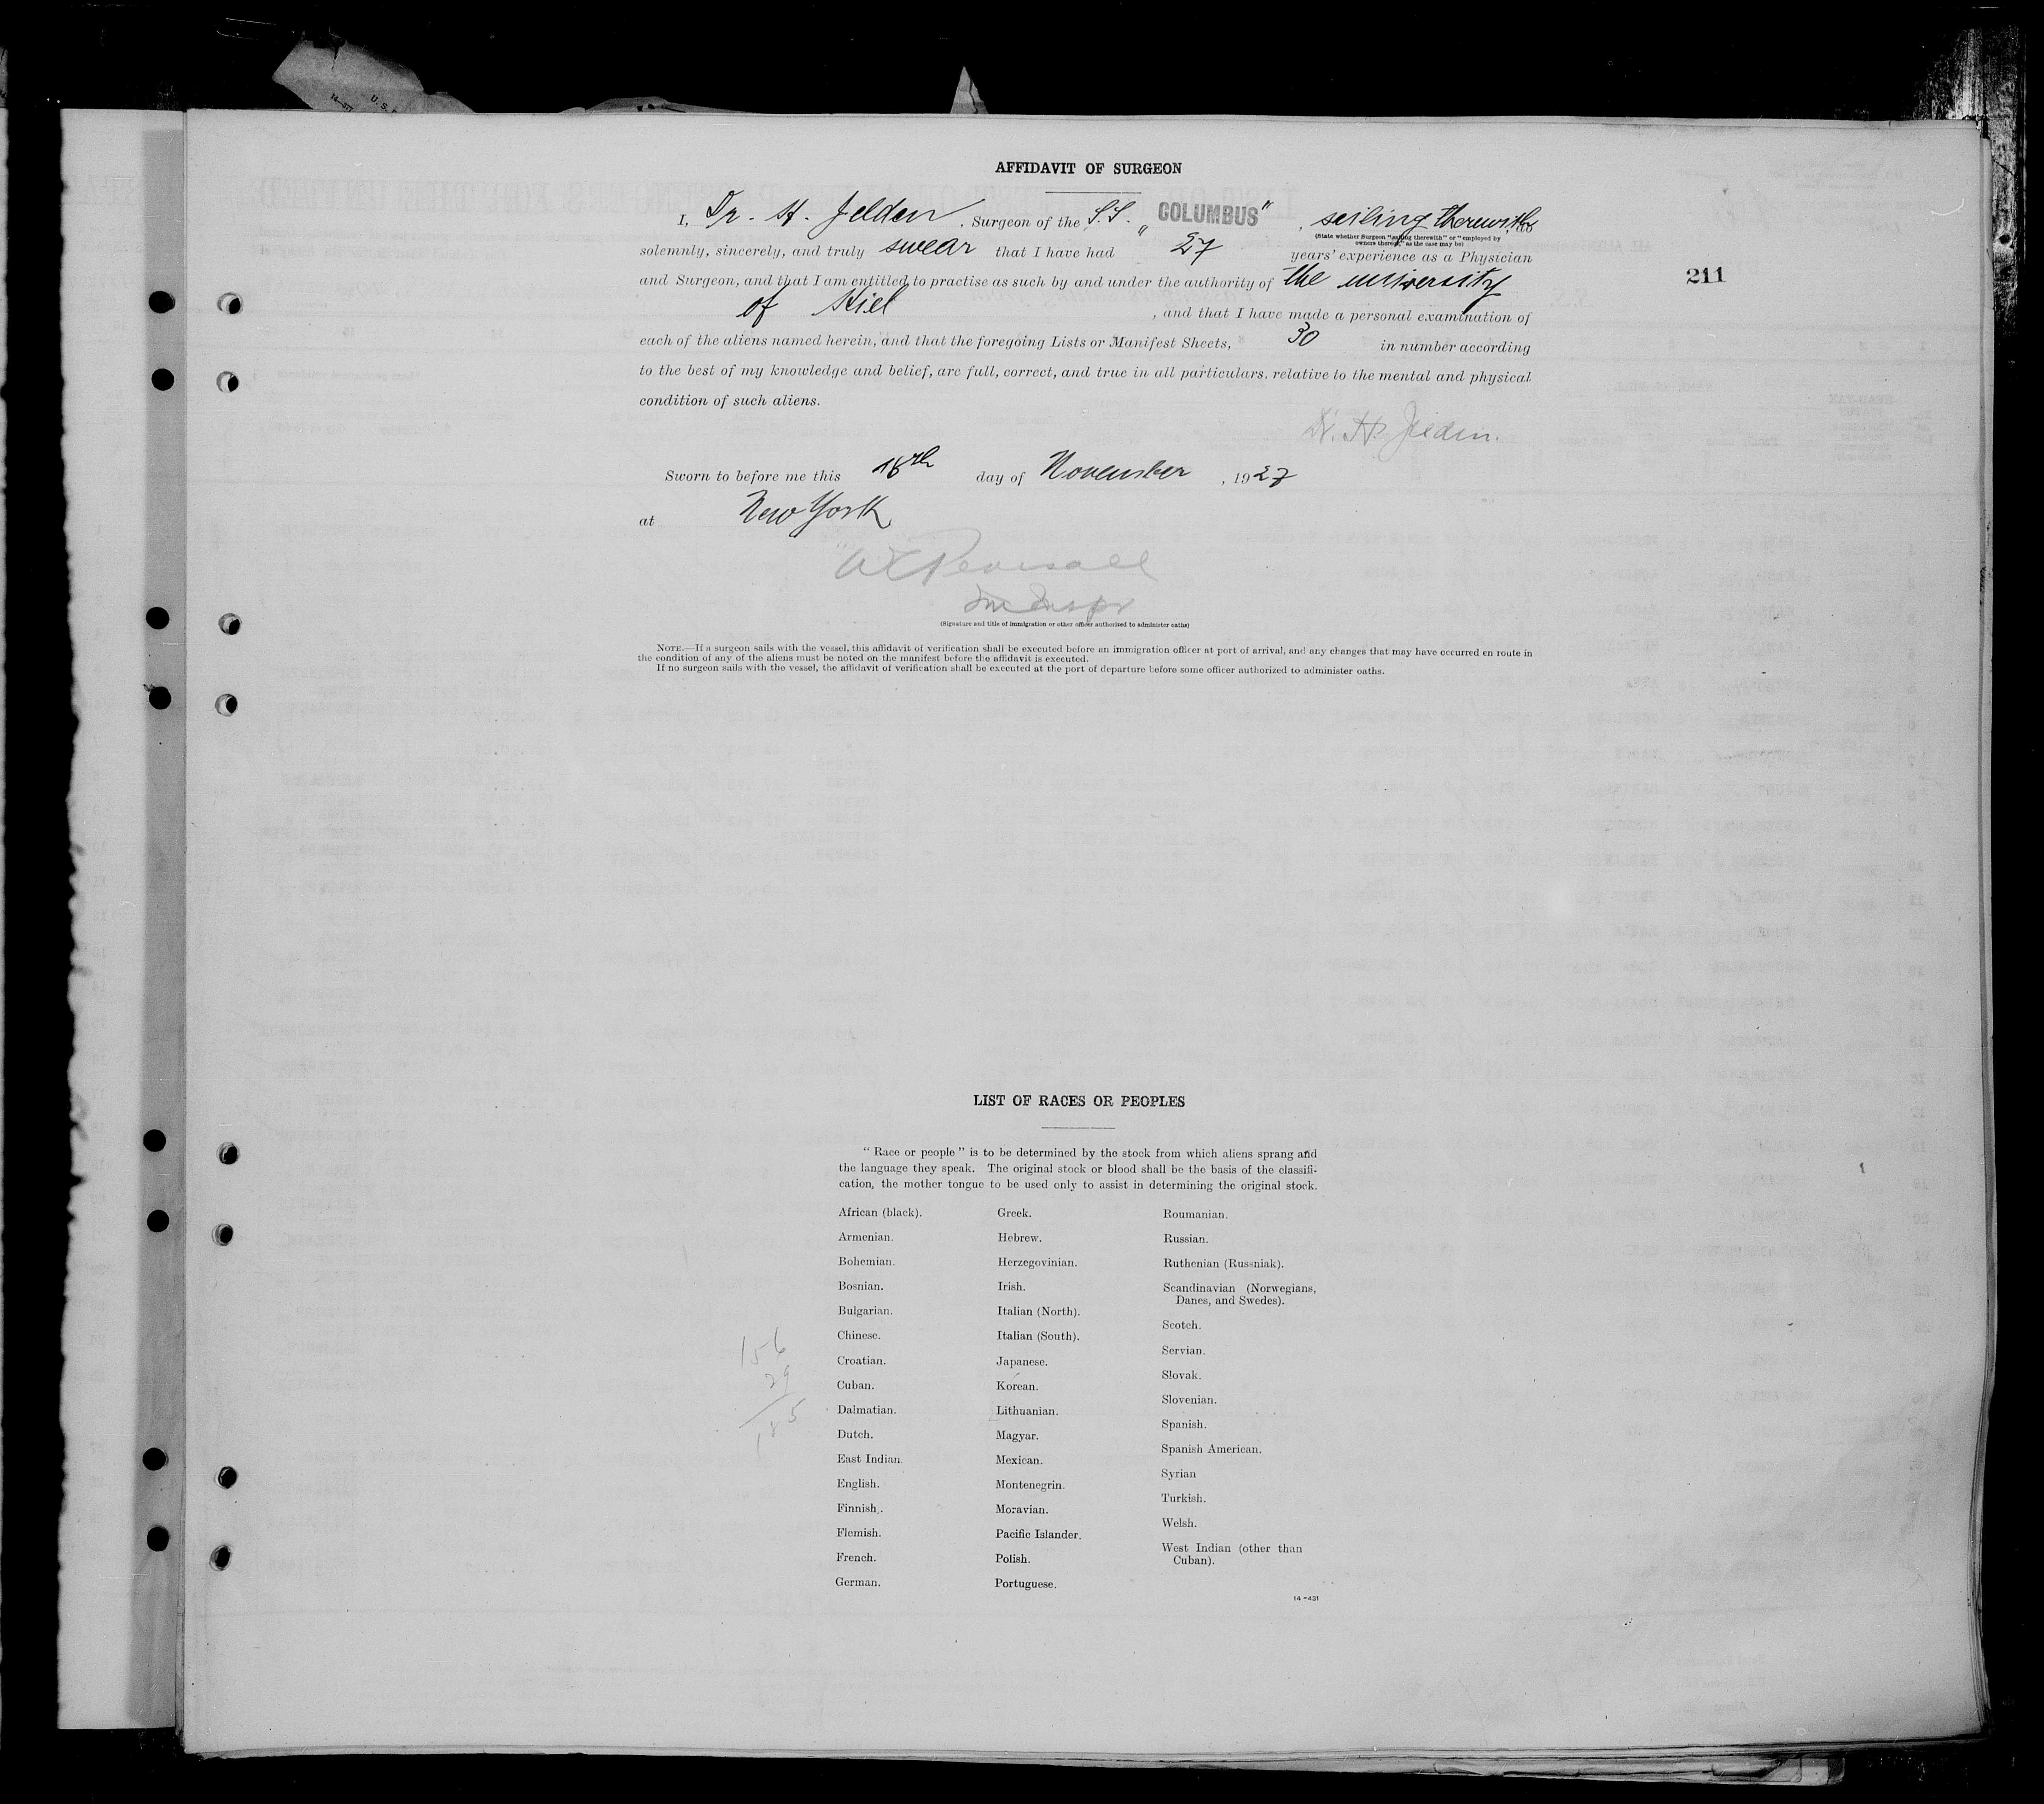 AFFIDAVIT OF SURGEON
I, Dr. H. Jelden, Surgeon of the S.S. "COLUMBUS", seiling therewith, do
(State whether Surgeon "sailing therewith" or "employed by
owners thereof," as the case may be)
solemnly, sincerely, and truly swear that I have had 27 years' experience as a Physician
and Surgeon, and that I am entitled to practise as such by and under the authority of the university
of Kiel, and that I have made a personal examination of
each of the aliens named herein, and that the foregoing Lists or Manifest Sheets, 30 in number according
to the best of my knowledge and belief, are full, correct, and true in all particulars, relative to the mental and physical
condition of such aliens.
211
Dr. H. Jelden.
Sworn to before me this 18th day of November, 1927
at New York
(Signature and title of immigration or other officer authorized to administer oaths)
NOTE.—If a surgeon sails with the vessel, this affidavit of verification shall be executed before an immigration officer at port of arrival, and any changes that may have occurred en route in
the condition of any of the aliens must be noted on the manifest before the affidavit is executed.
If no surgeon sails with the vessel, the affidavit of verification shall be executed at the port of departure before some officer authorized to administer oaths.
LIST OF RACES OR PEOPLES
"Race or people" is to be determined by the stock from which aliens sprang and
the language they speak. The original stock or blood shall be the basis of the classifi-
cation, the mother tongue to be used only to assist in determining the original stock.
African (black).
Armenian.
Bohemian.
Bosnian.
Bulgarian.
Chinese.
Croatian.
Cuban.
Dalmatian.
Dutch.
East Indian.
English.
Finnish.
Flemish.
French.
German.
Greek.
Hebrew.
Herzegovinian.
Irish.
Italian (North).
Italian (South).
Japanese.
Korean.
Lithuanian.
Magyar.
Mexican.
Montenegrin.
Moravian.
Pacific Islander.
Polish.
Portuguese.
Roumanian.
Russian.
Ruthenian (Russniak).
Scandinavian (Norwegians,
Danes, and Swedes).
Scotch.
Servian.
Slovak.
Slovenian.
Spanish.
Spanish American.
Syrian
Turkish.
Welsh.
West Indian (other than
Cuban).
156
29
185
14-431